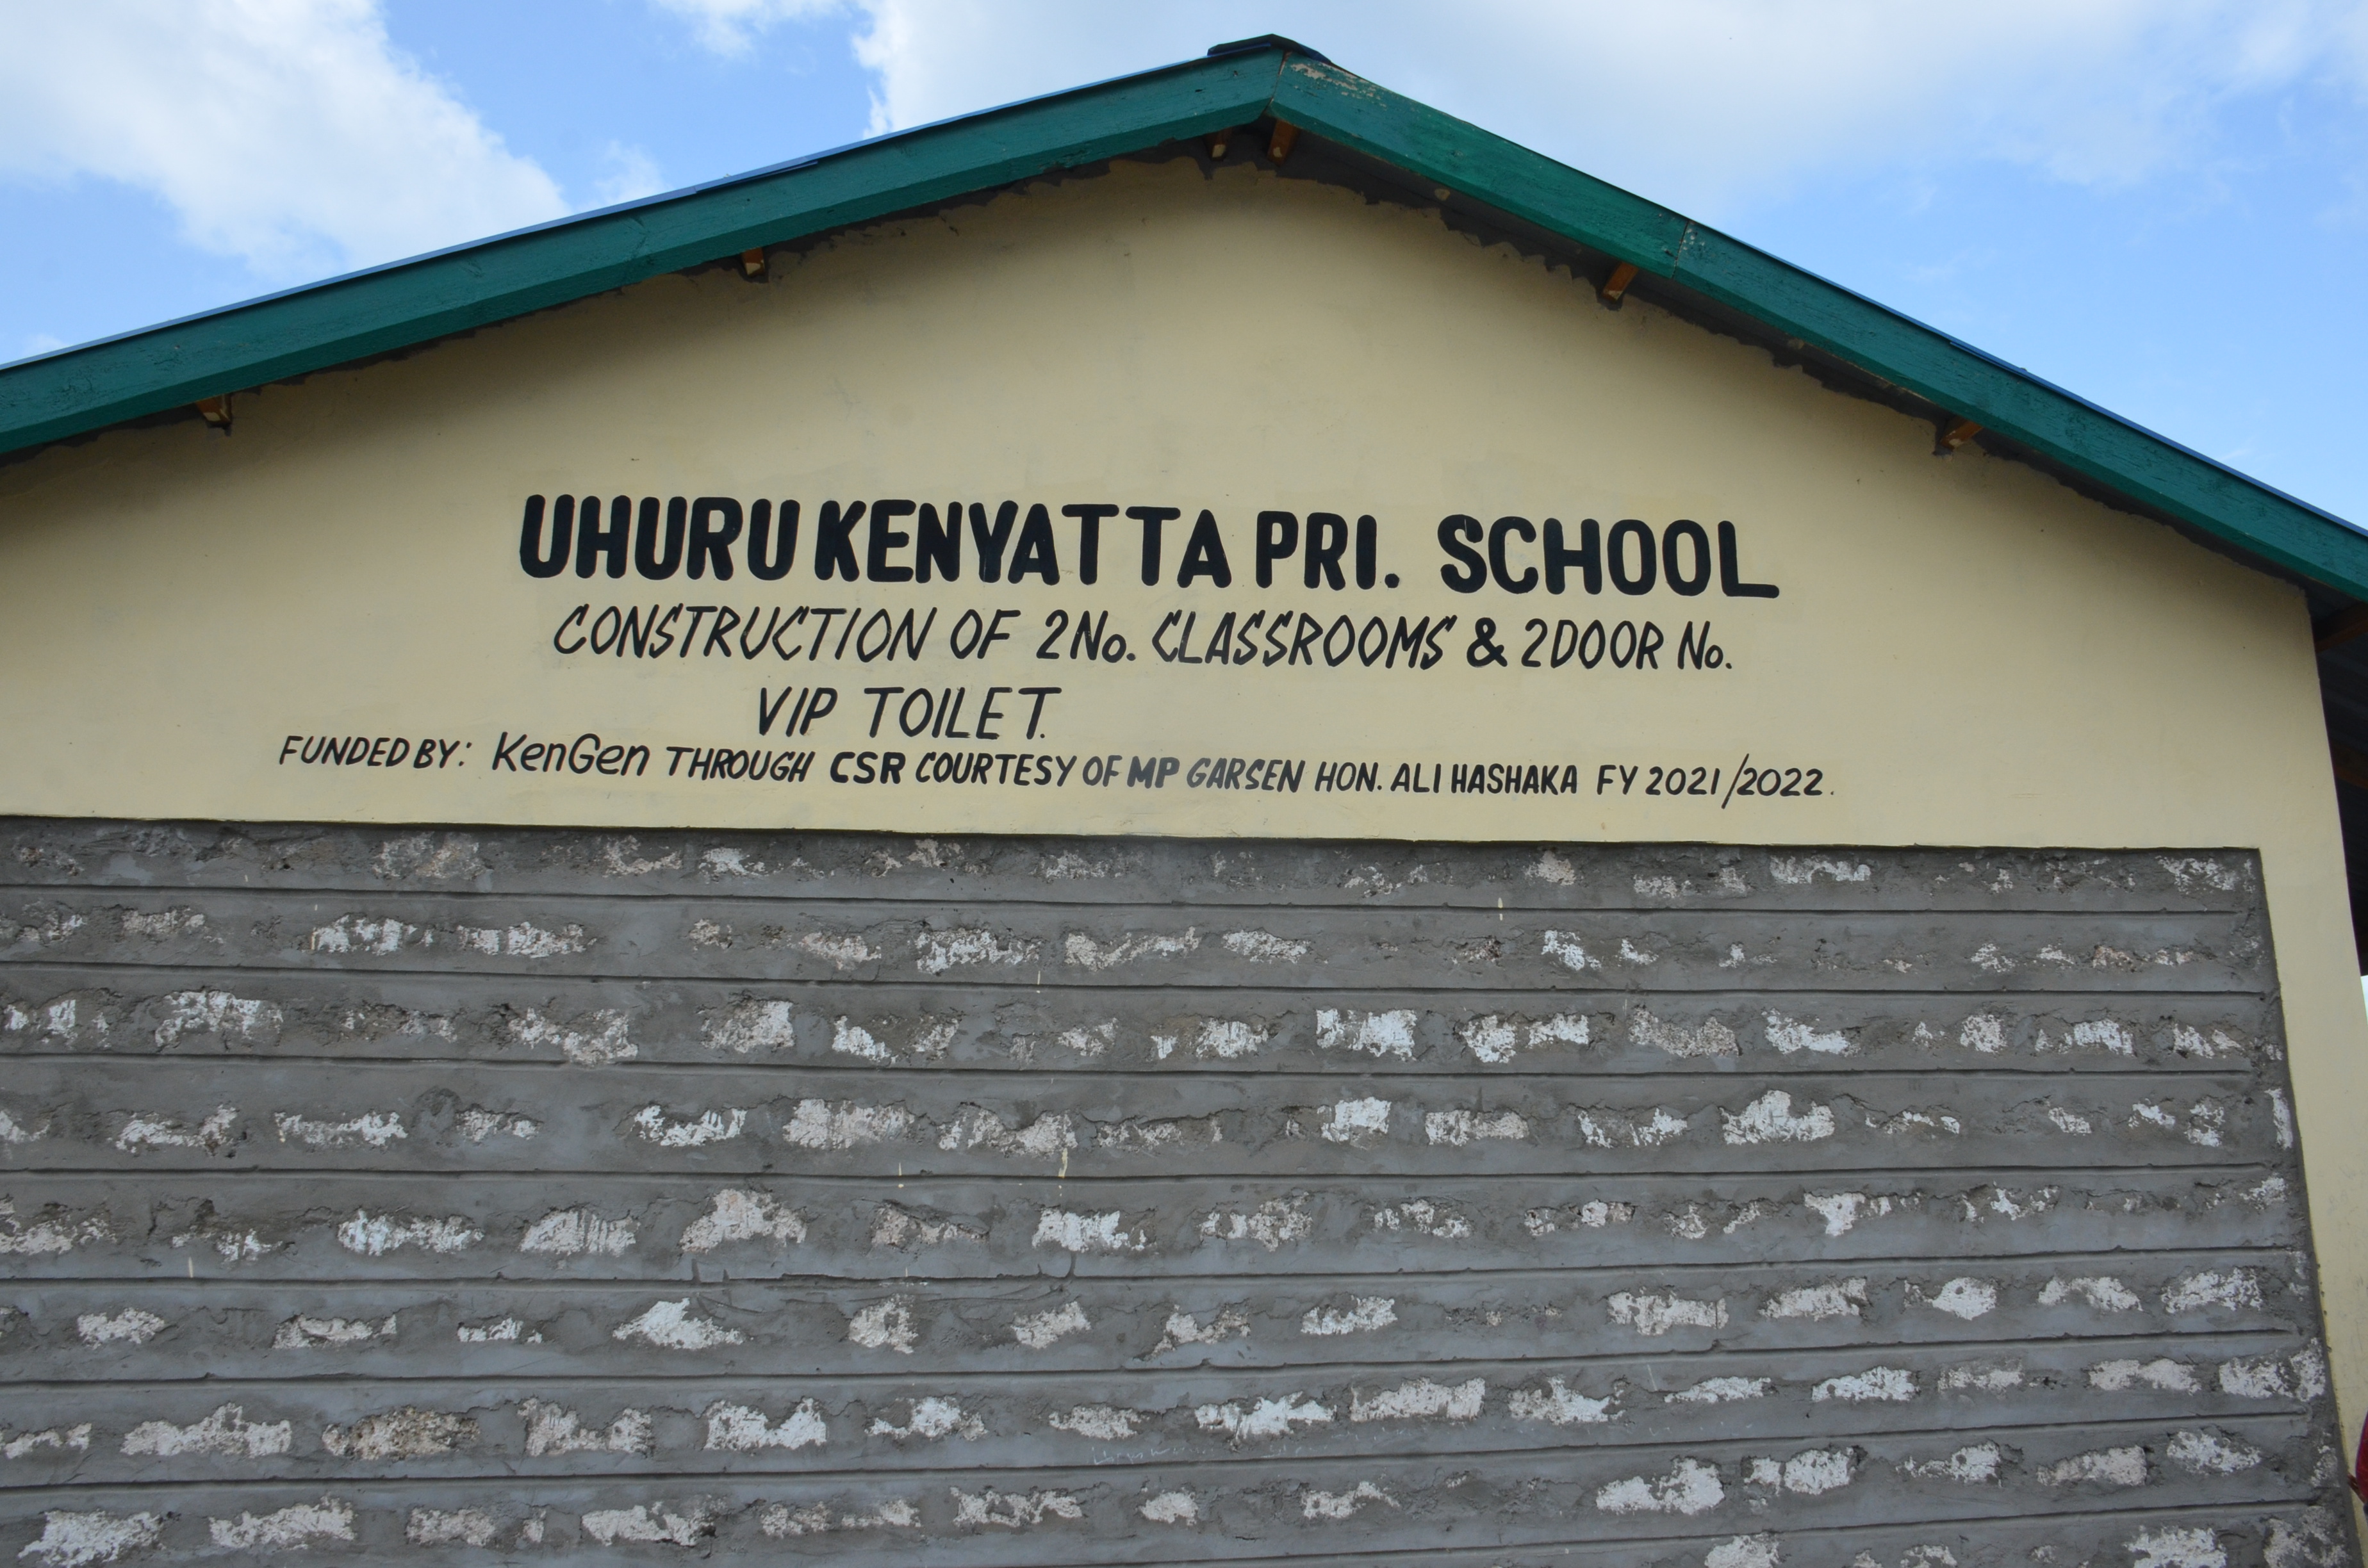 UHURU KENYATTA PRI. SCHOOL
CONSTRUCTION OF 2No. CLASSROOMS & 2DOOR No.
VIP TOILET.
FUNDED BY: KenGen THROUGH CSR COURTESY OF MP GARSEN HON. ALI HASHAKA FY 2021/2022.